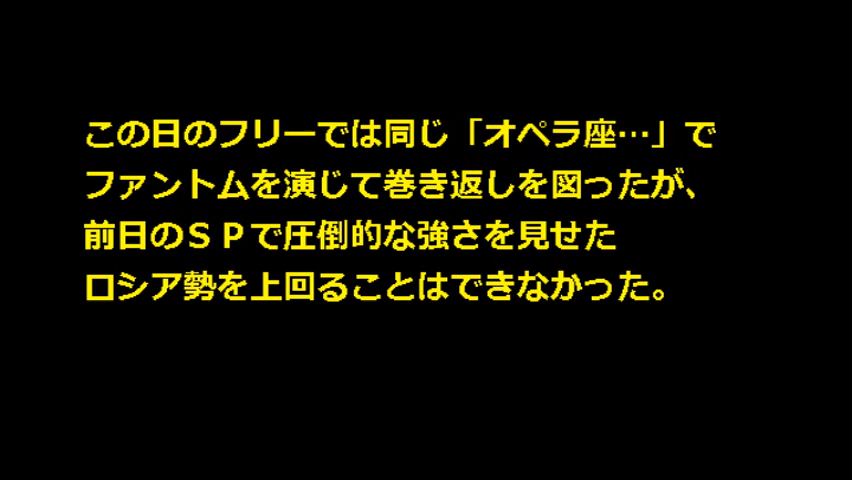 この日のフリーでは同じ「オペラ座…」で
ファントムを演じて巻き返しを図ったが、
前日のＳＰで圧倒的な強さを見せた
ロシア勢を上回ることはできなかった。